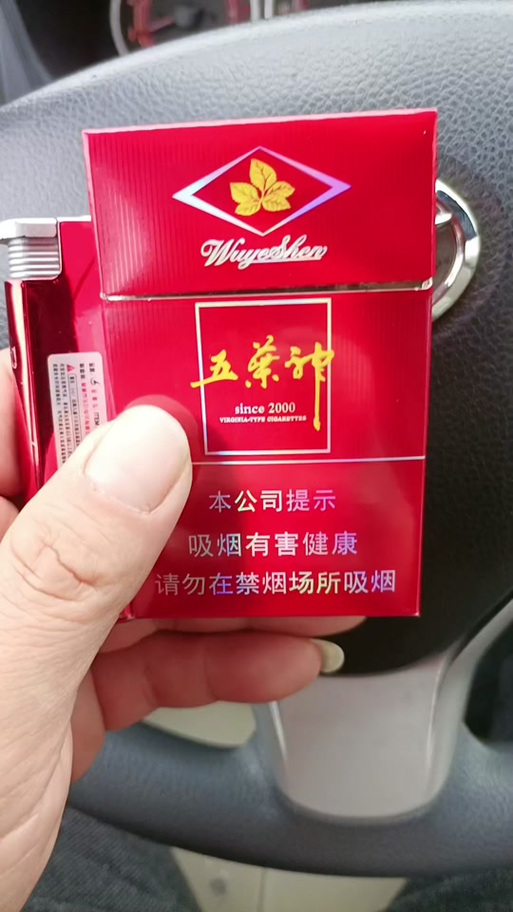 WuyeShen
五葉神
since 2000
VIRGINIA-TYPE CIGARETTES
本公司提示
吸烟有害健康
请勿在禁烟场所吸烟